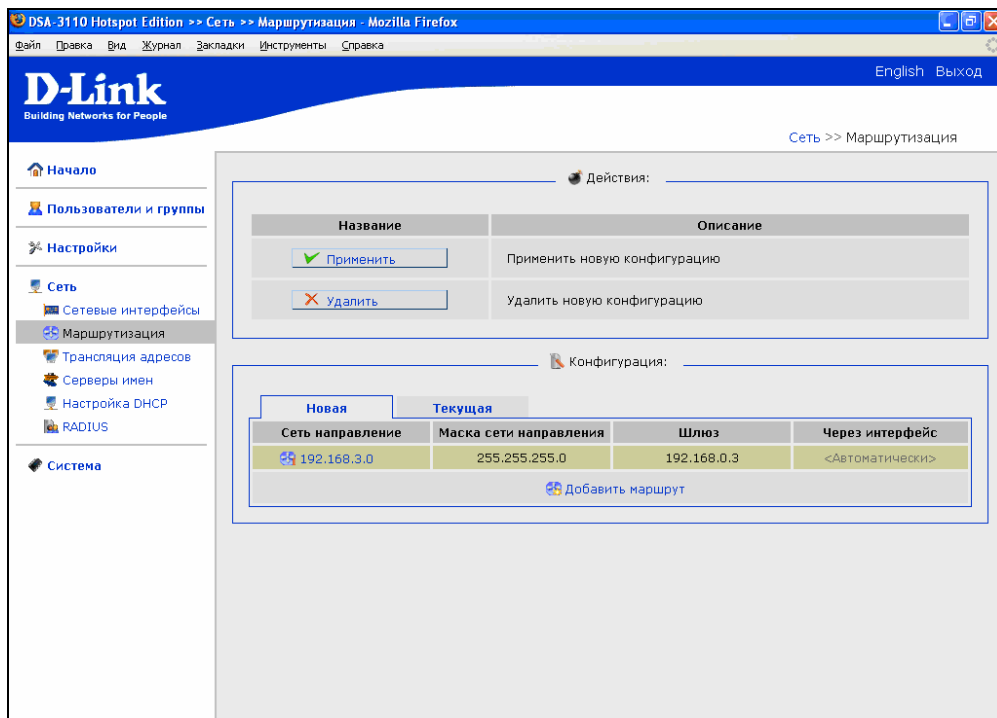 DSA-3110 Hotspot Edition >> Сеть >> Маршрутизация - Mozilla Firefox
Файл Правка Вид Журнал Закладки Инструменты Справка
English Выход
D-Link
Building Networks for People
Сеть >> Маршрутизация
Начало
Пользователи и группы
Настройки
Сеть
Сетевые интерфейсы
Маршрутизация
Трансляция адресов
Серверы имен
Настройка DHCP
RADIUS
Система
Действия:
Название Описание
Применить Применить новую конфигурацию
Удалить Удалить новую конфигурацию
Конфигурация:
Новая Текущая
Сеть направление Маска сети направления Шлюз Через интерфейс
192.168.3.0 255.255.255.0 192.168.0.3 <Автоматически>
Добавить маршрут